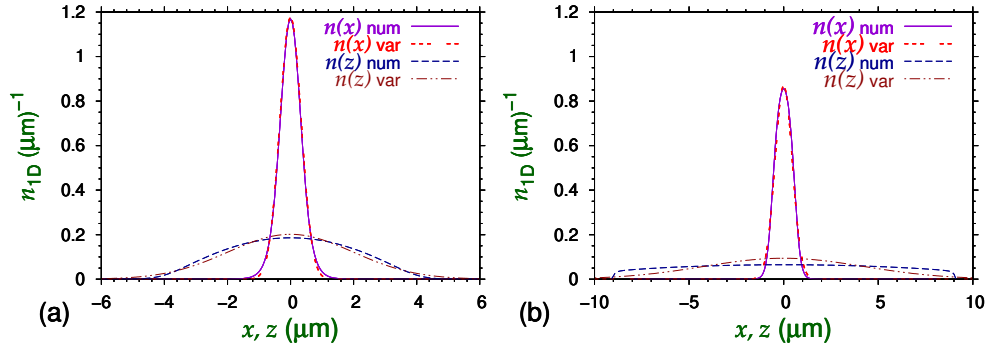 1.2
1
0.8
0.6
0.4
0.2
0
n1D (μm)−1
n(x) num
n(x) var
n(z) num
n(z) var
−6 −4 −2 0 2 4 6
(a)
x, z (μm)
1.2
1
0.8
0.6
0.4
0.2
0
n1D (μm)−1
n(x) num
n(x) var
n(z) num
n(z) var
−10 −5 0 5 10
(b)
x, z (μm)